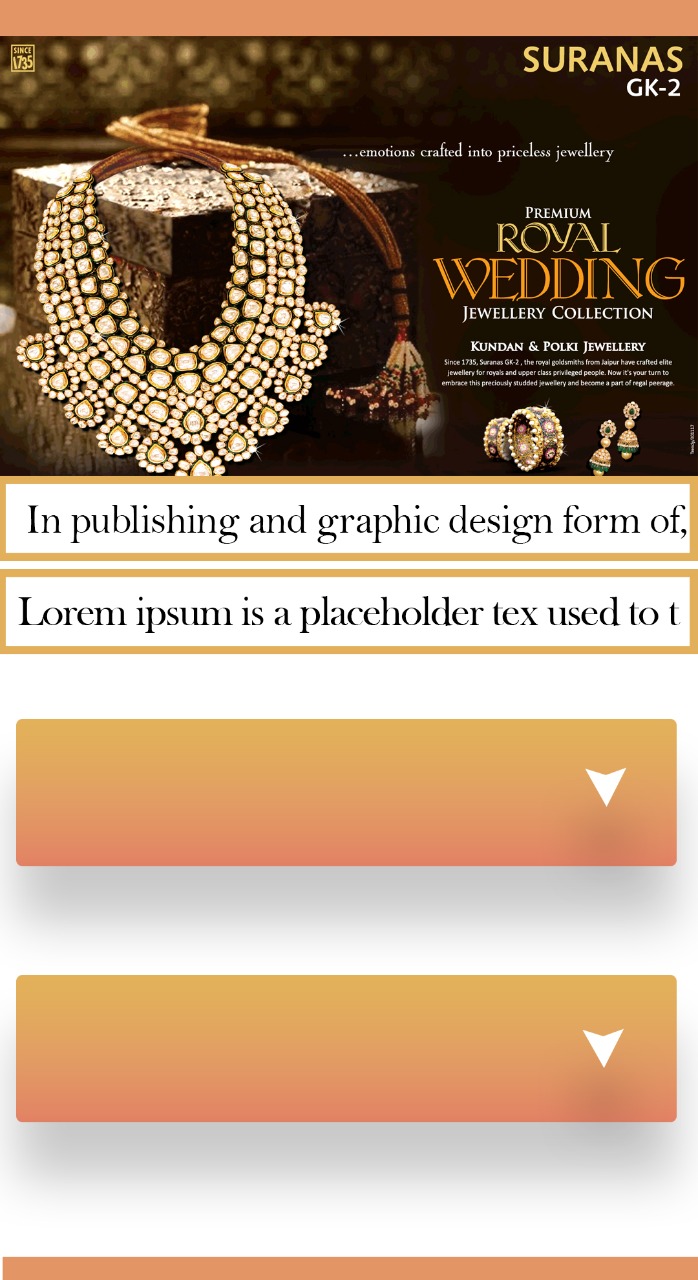 SINCE
1735
SURANAS
GK-2
...emotions crafted into priceless jewellery
PREMIUM
ROYAL
WEDDING
JEWELLERY COLLECTION
KUNDAN & POLKI JEWELLERY
Since 1735, Suranas GK-2 , the royal goldsmiths from Jaipur have crafted elite
jewellery for royals and upper class privileged people. Now it's your turn to
embrace this preciously studded jewellery and become a part of regal peerage.
In publishing and graphic design form of,
Lorem ipsum is a placeholder tex used to t